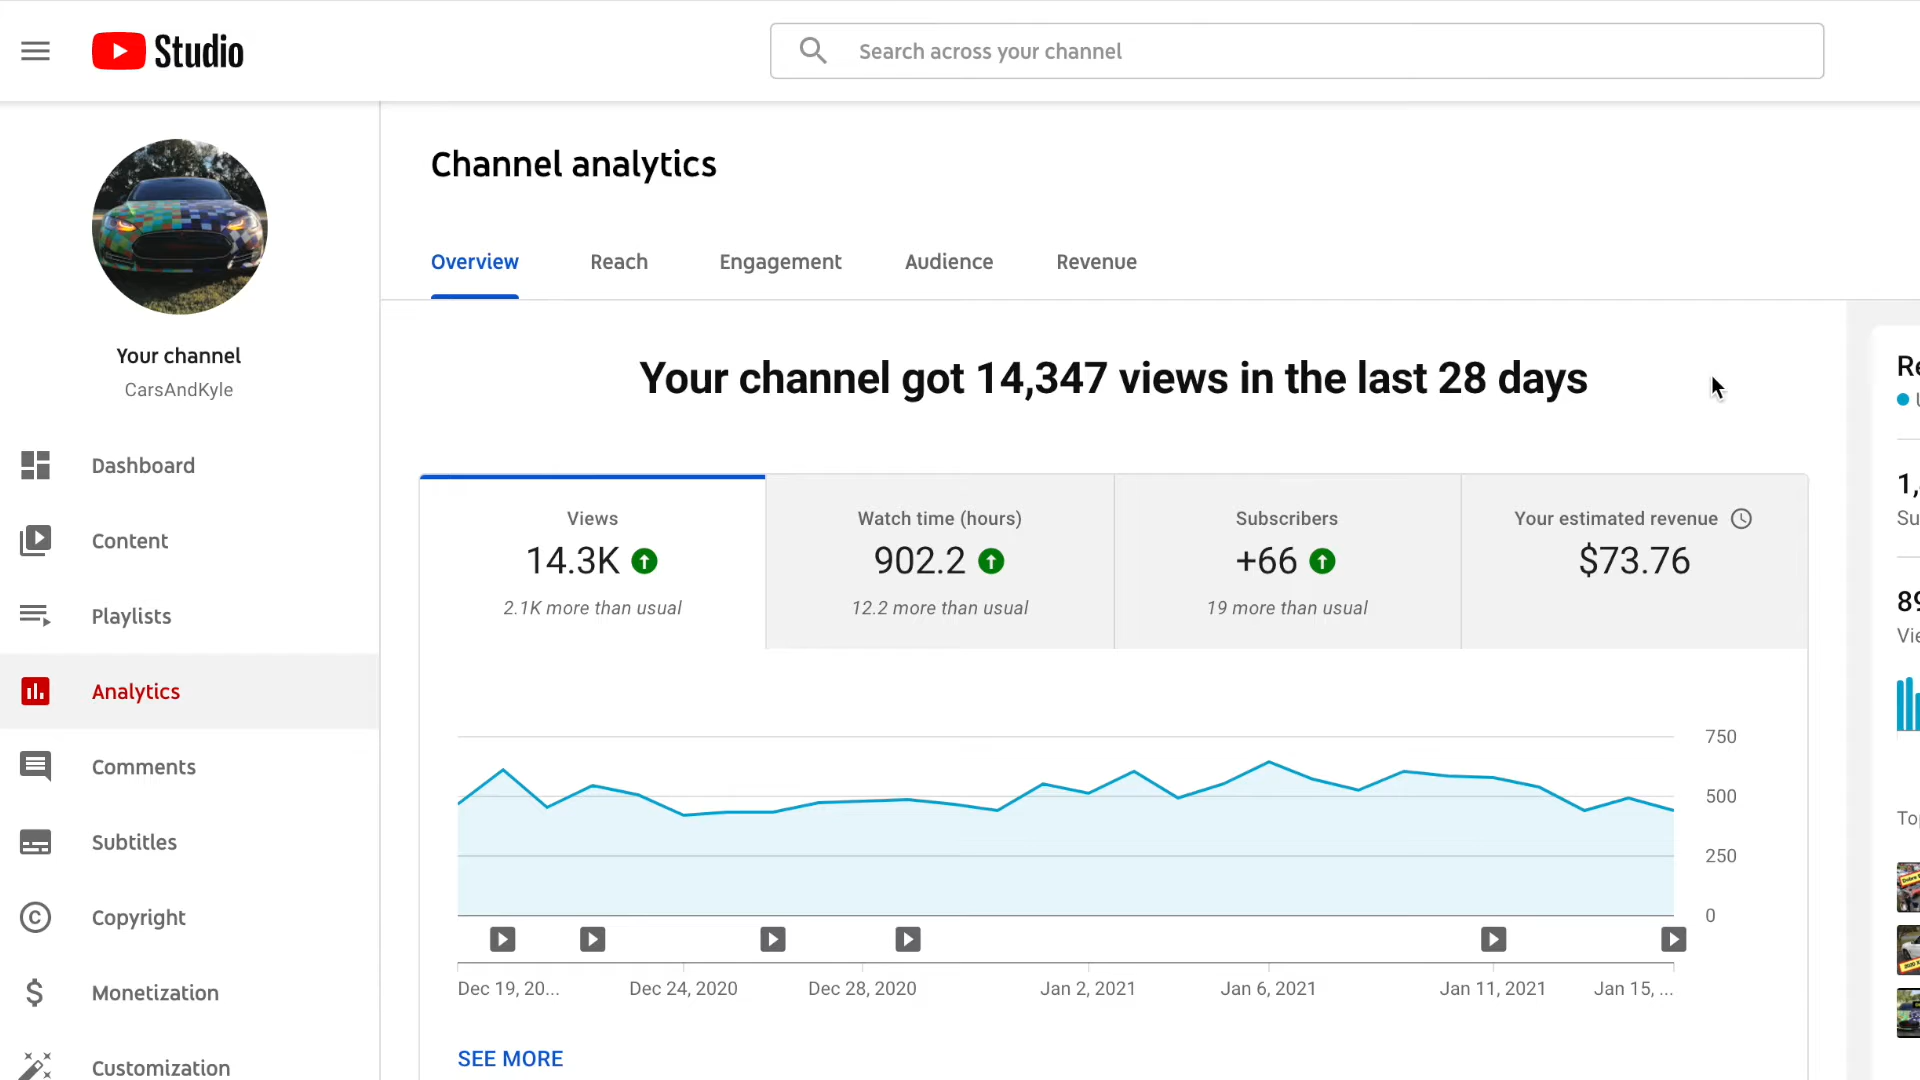 Studio
Search across your channel
Channel analytics
Overview
Reach
Engagement
Audience
Revenue
Your channel
CarsAndKyle
Dashboard
Content
Playlists
Analytics
Comments
Subtitles
Copyright
Monetization
Customization
Your channel got 14,347 views in the last 28 days
Views
14.3K
2.1K more than usual
Watch time (hours)
902.2
12.2 more than usual
Subscribers
+66
19 more than usual
Your estimated revenue
$73.76
750
500
250
0
Dec 19, 20...
Dec 24, 2020
Dec 28, 2020
Jan 2, 2021
Jan 6, 2021
Jan 11, 2021
Jan 15, ...
SEE MORE